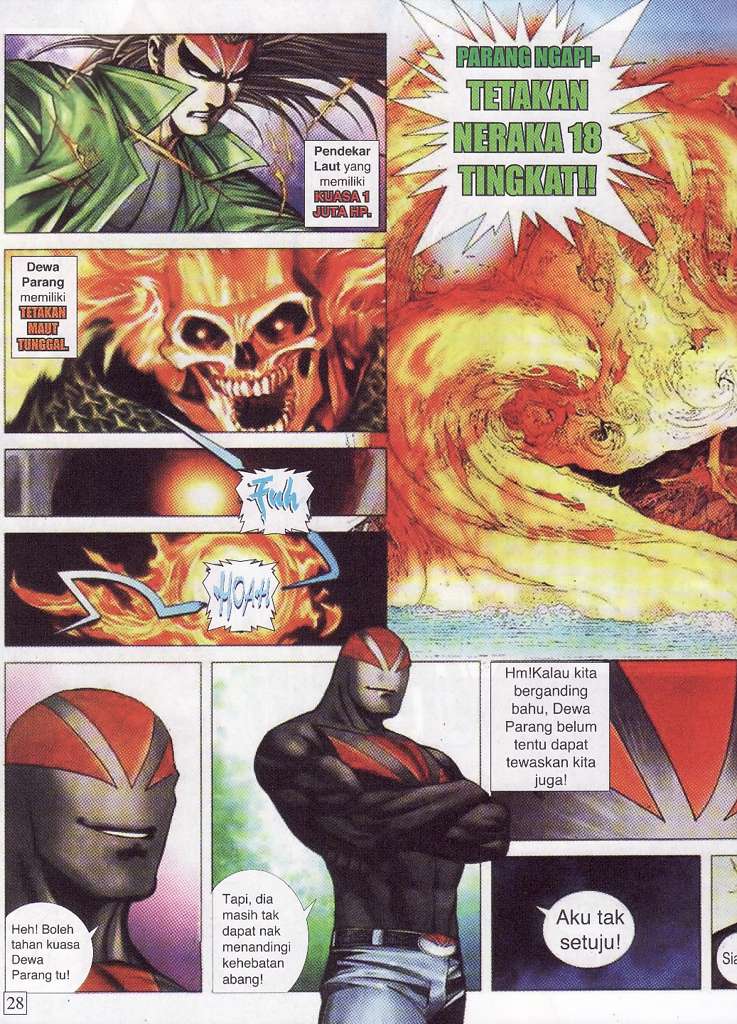 Pendekar
Laut yang
memiliki
KUASA 1
JUTA HP.
PARANG NGAPI-
TETAKAN
NERAKA 18
TINGKAT!!
Dewa
Parang
memiliki
TETAKAN
MAUT
TUNGGAL.
Fuh
HOAH
Heh! Boleh
tahan kuasa
Dewa
Parang tu!
Tapi, dia
masih tak
dapat nak
menandingi
kehebatan
abang!
Hm!Kalau kita
berganding
bahu, Dewa
Parang belum
tentu dapat
tewaskan kita
juga!
Aku tak
setuju!
28